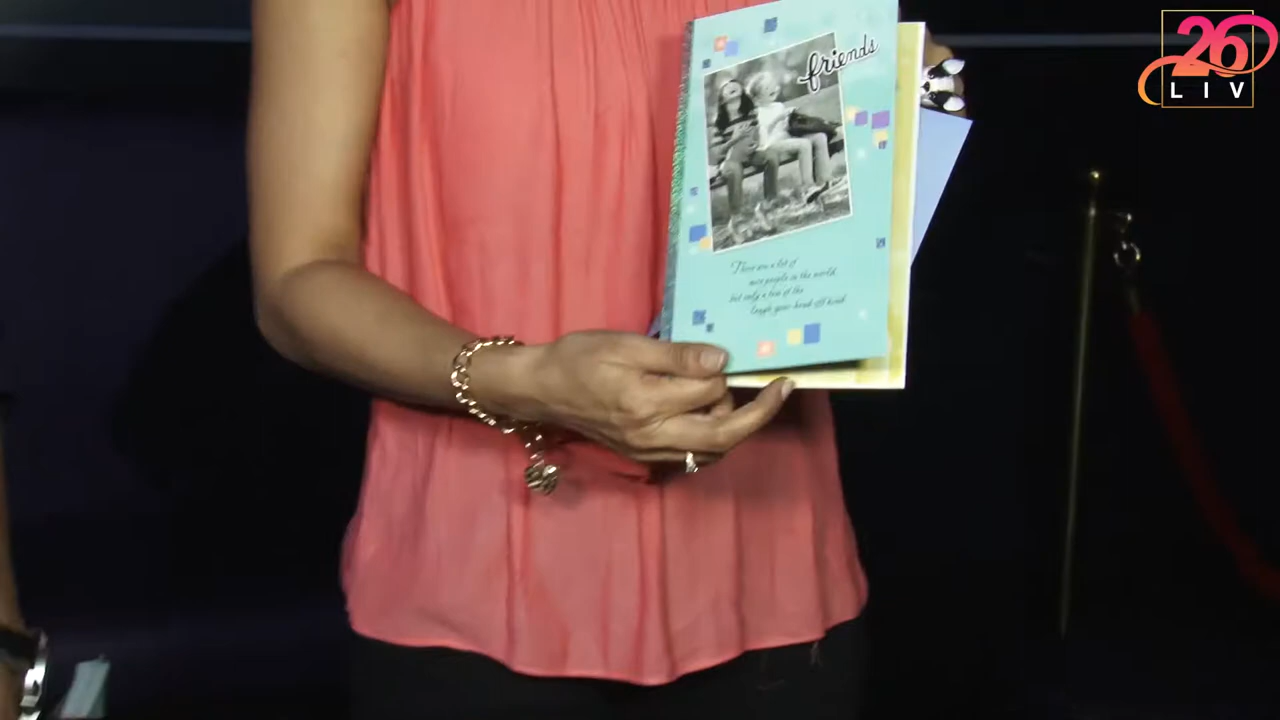 26
LIV
friends
There are a lot of
nice people in the world,
but only a few of the
laugh-your-head-off kind.